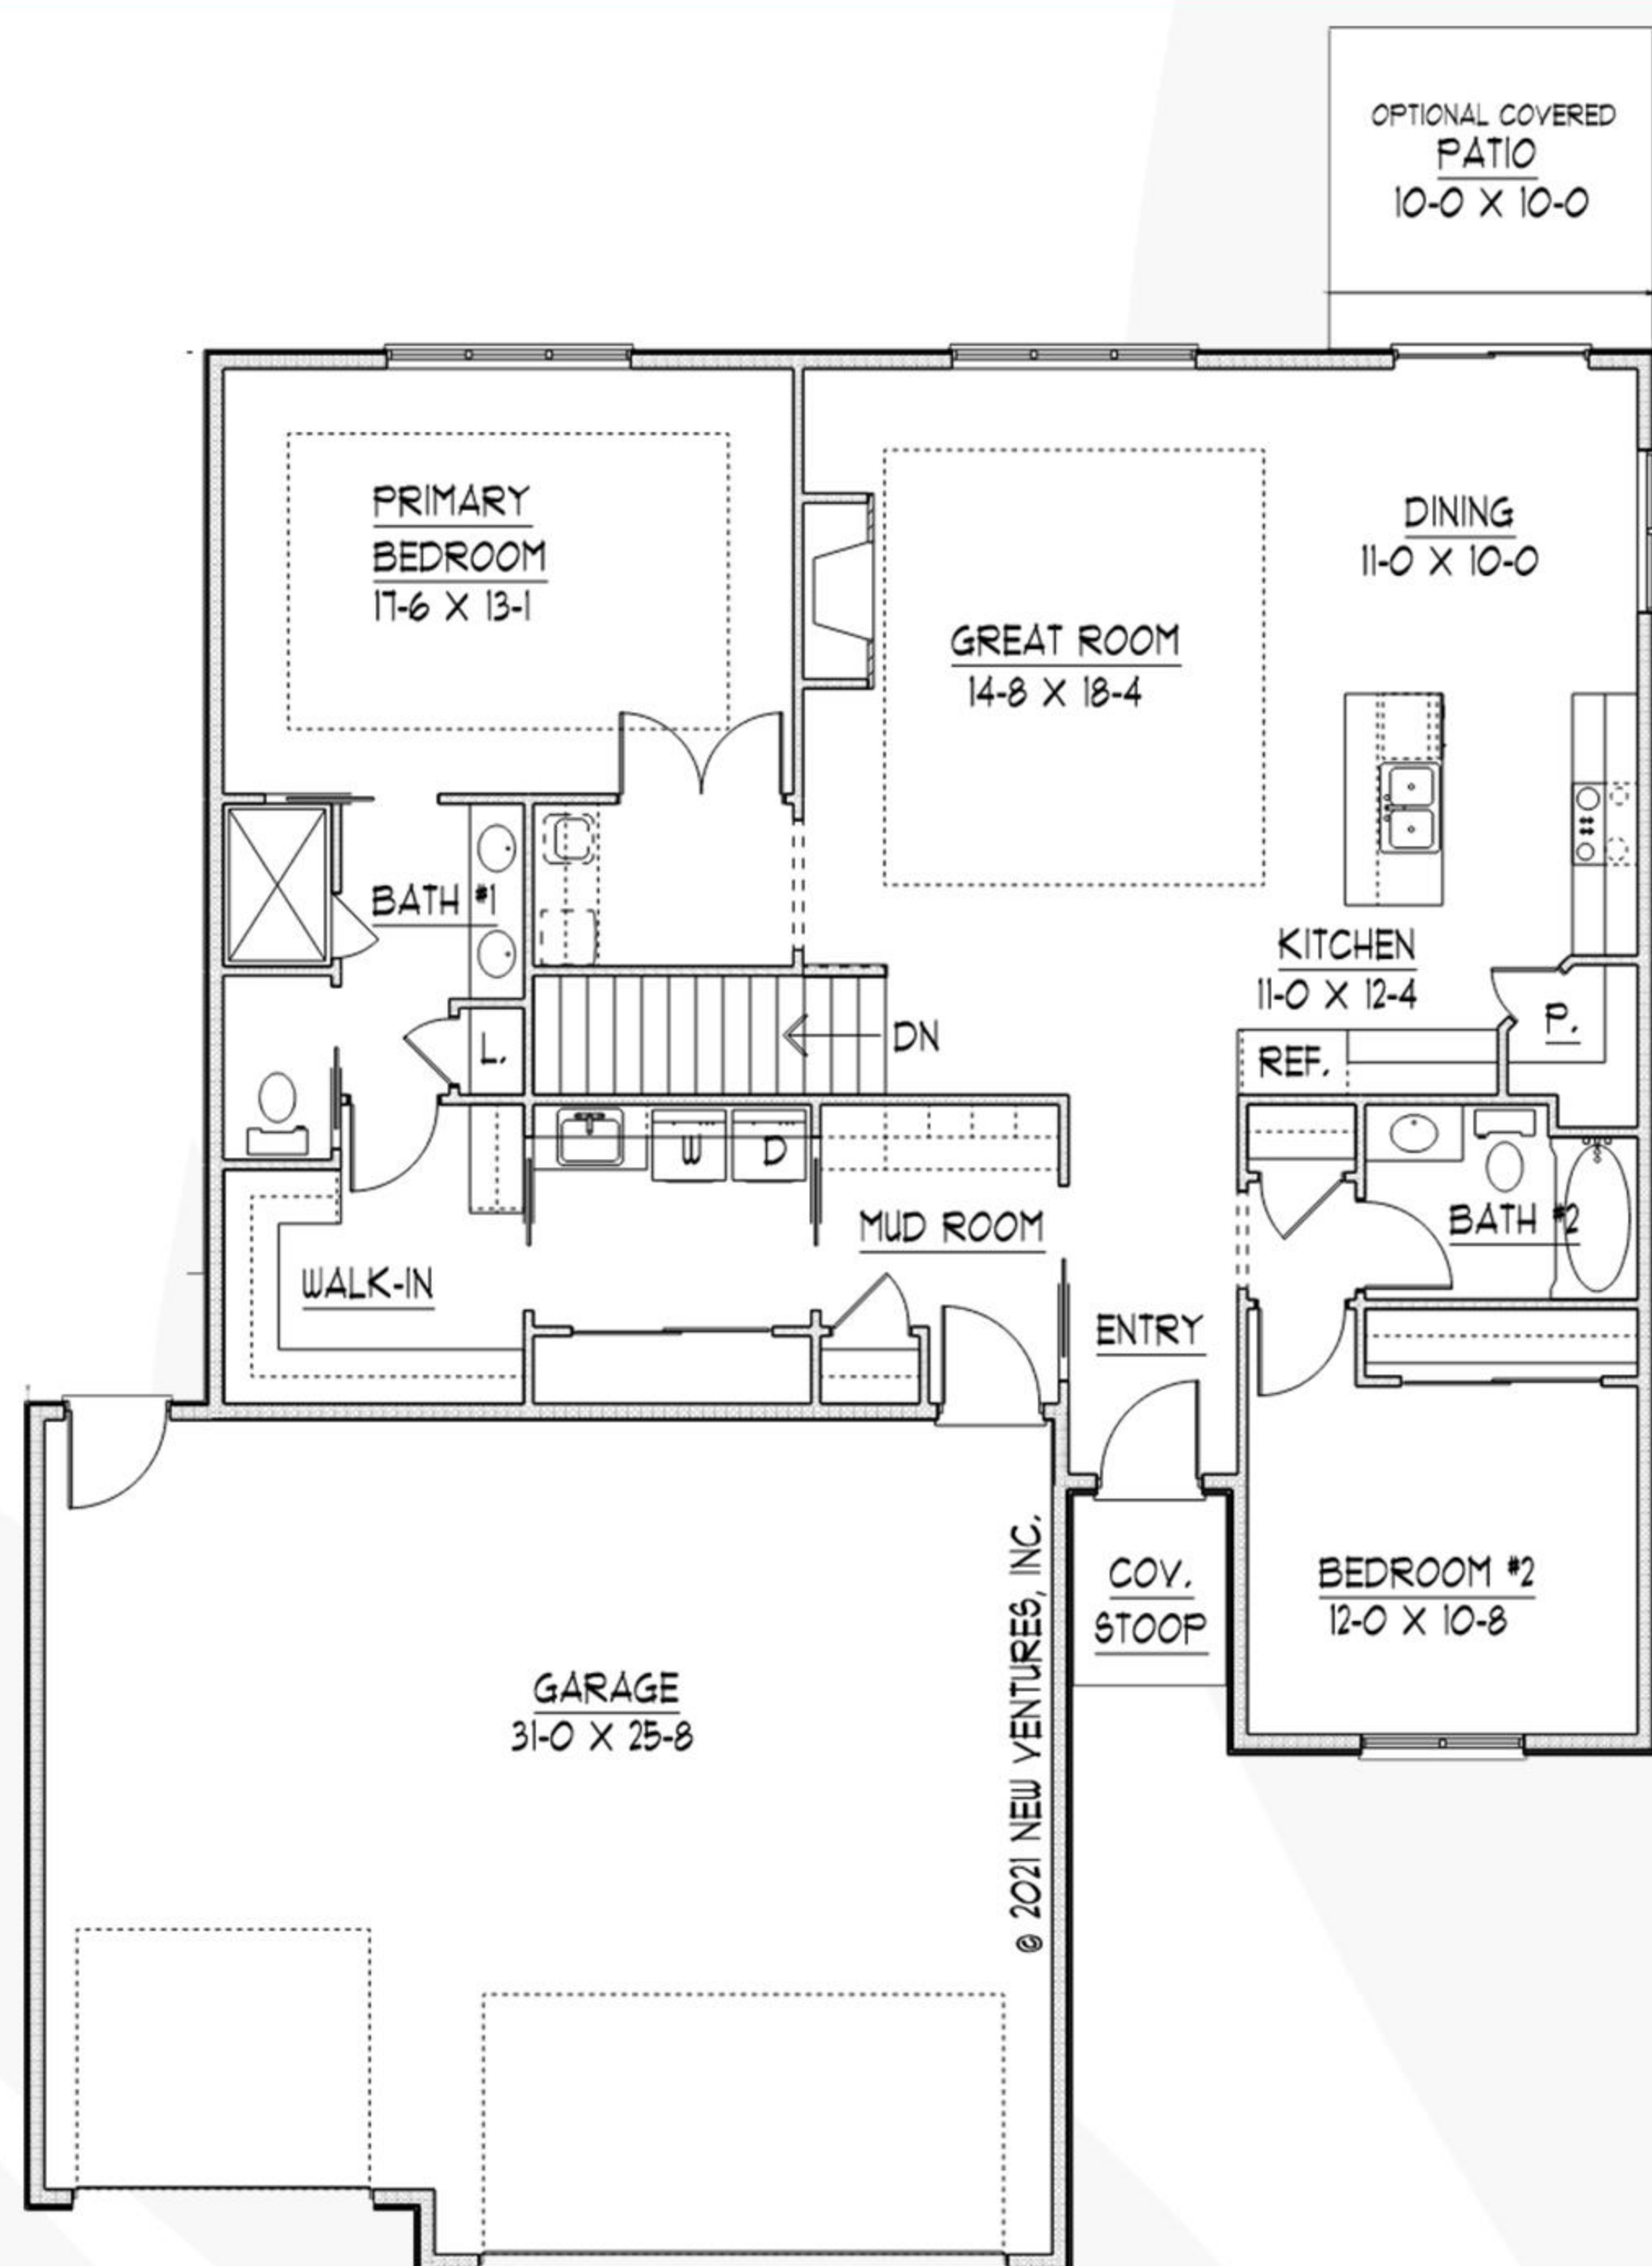 OPTIONAL COVERED
PATIO
10-0 X 10-0
PRIMARY
BEDROOM
17-6 X 13-1
DINING
11-0 X 10-0
GREAT ROOM
14-8 X 18-4
BATH #1
KITCHEN
11-0 X 12-4
P.
L.
DN
REF.
W
D
MUD ROOM
BATH #2
WALK-IN
ENTRY
COV.
STOOP
BEDROOM #2
12-0 X 10-8
GARAGE
31-0 X 25-8
© 2021 NEW VENTURES, INC.